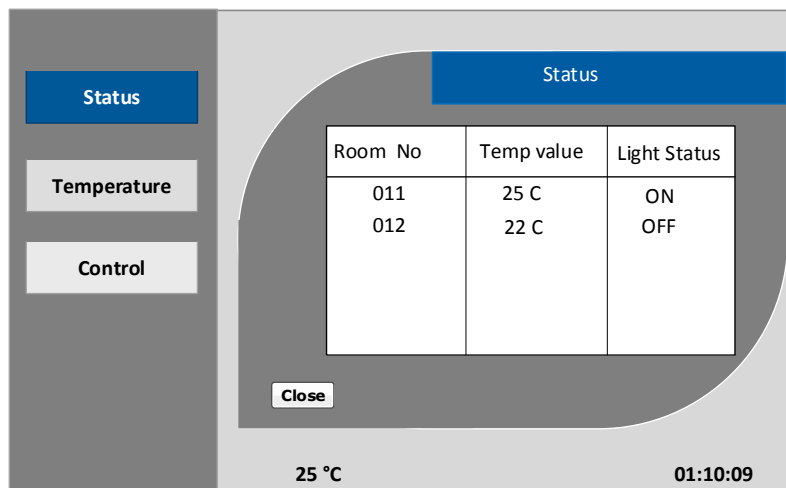 Status
Temperature
Control
Status
Room No Temp value Light Status
011 25 C ON
012 22 C OFF
Close
25 °C 01:10:09